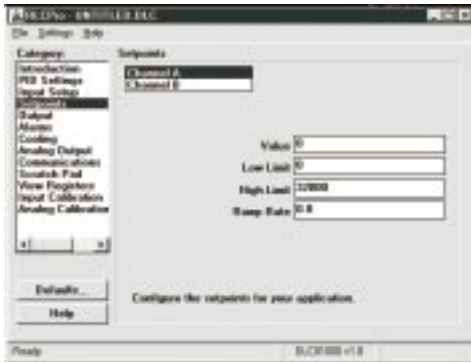 UNTITLED.DLC
File Settings Help
Category:
Introduction
PID Settings
Input Setup
Setpoints
Output
Alarms
Cooling
Analog Output
Communications
Scratch Pad
View Registers
Input Calibration
Analog Calibration
Defaults...
Help
Setpoints
Channel A
Channel B
Value 0
Low Limit 0
High Limit 32000
Ramp Rate 0.0
Configure the setpoints for your application.
Ready